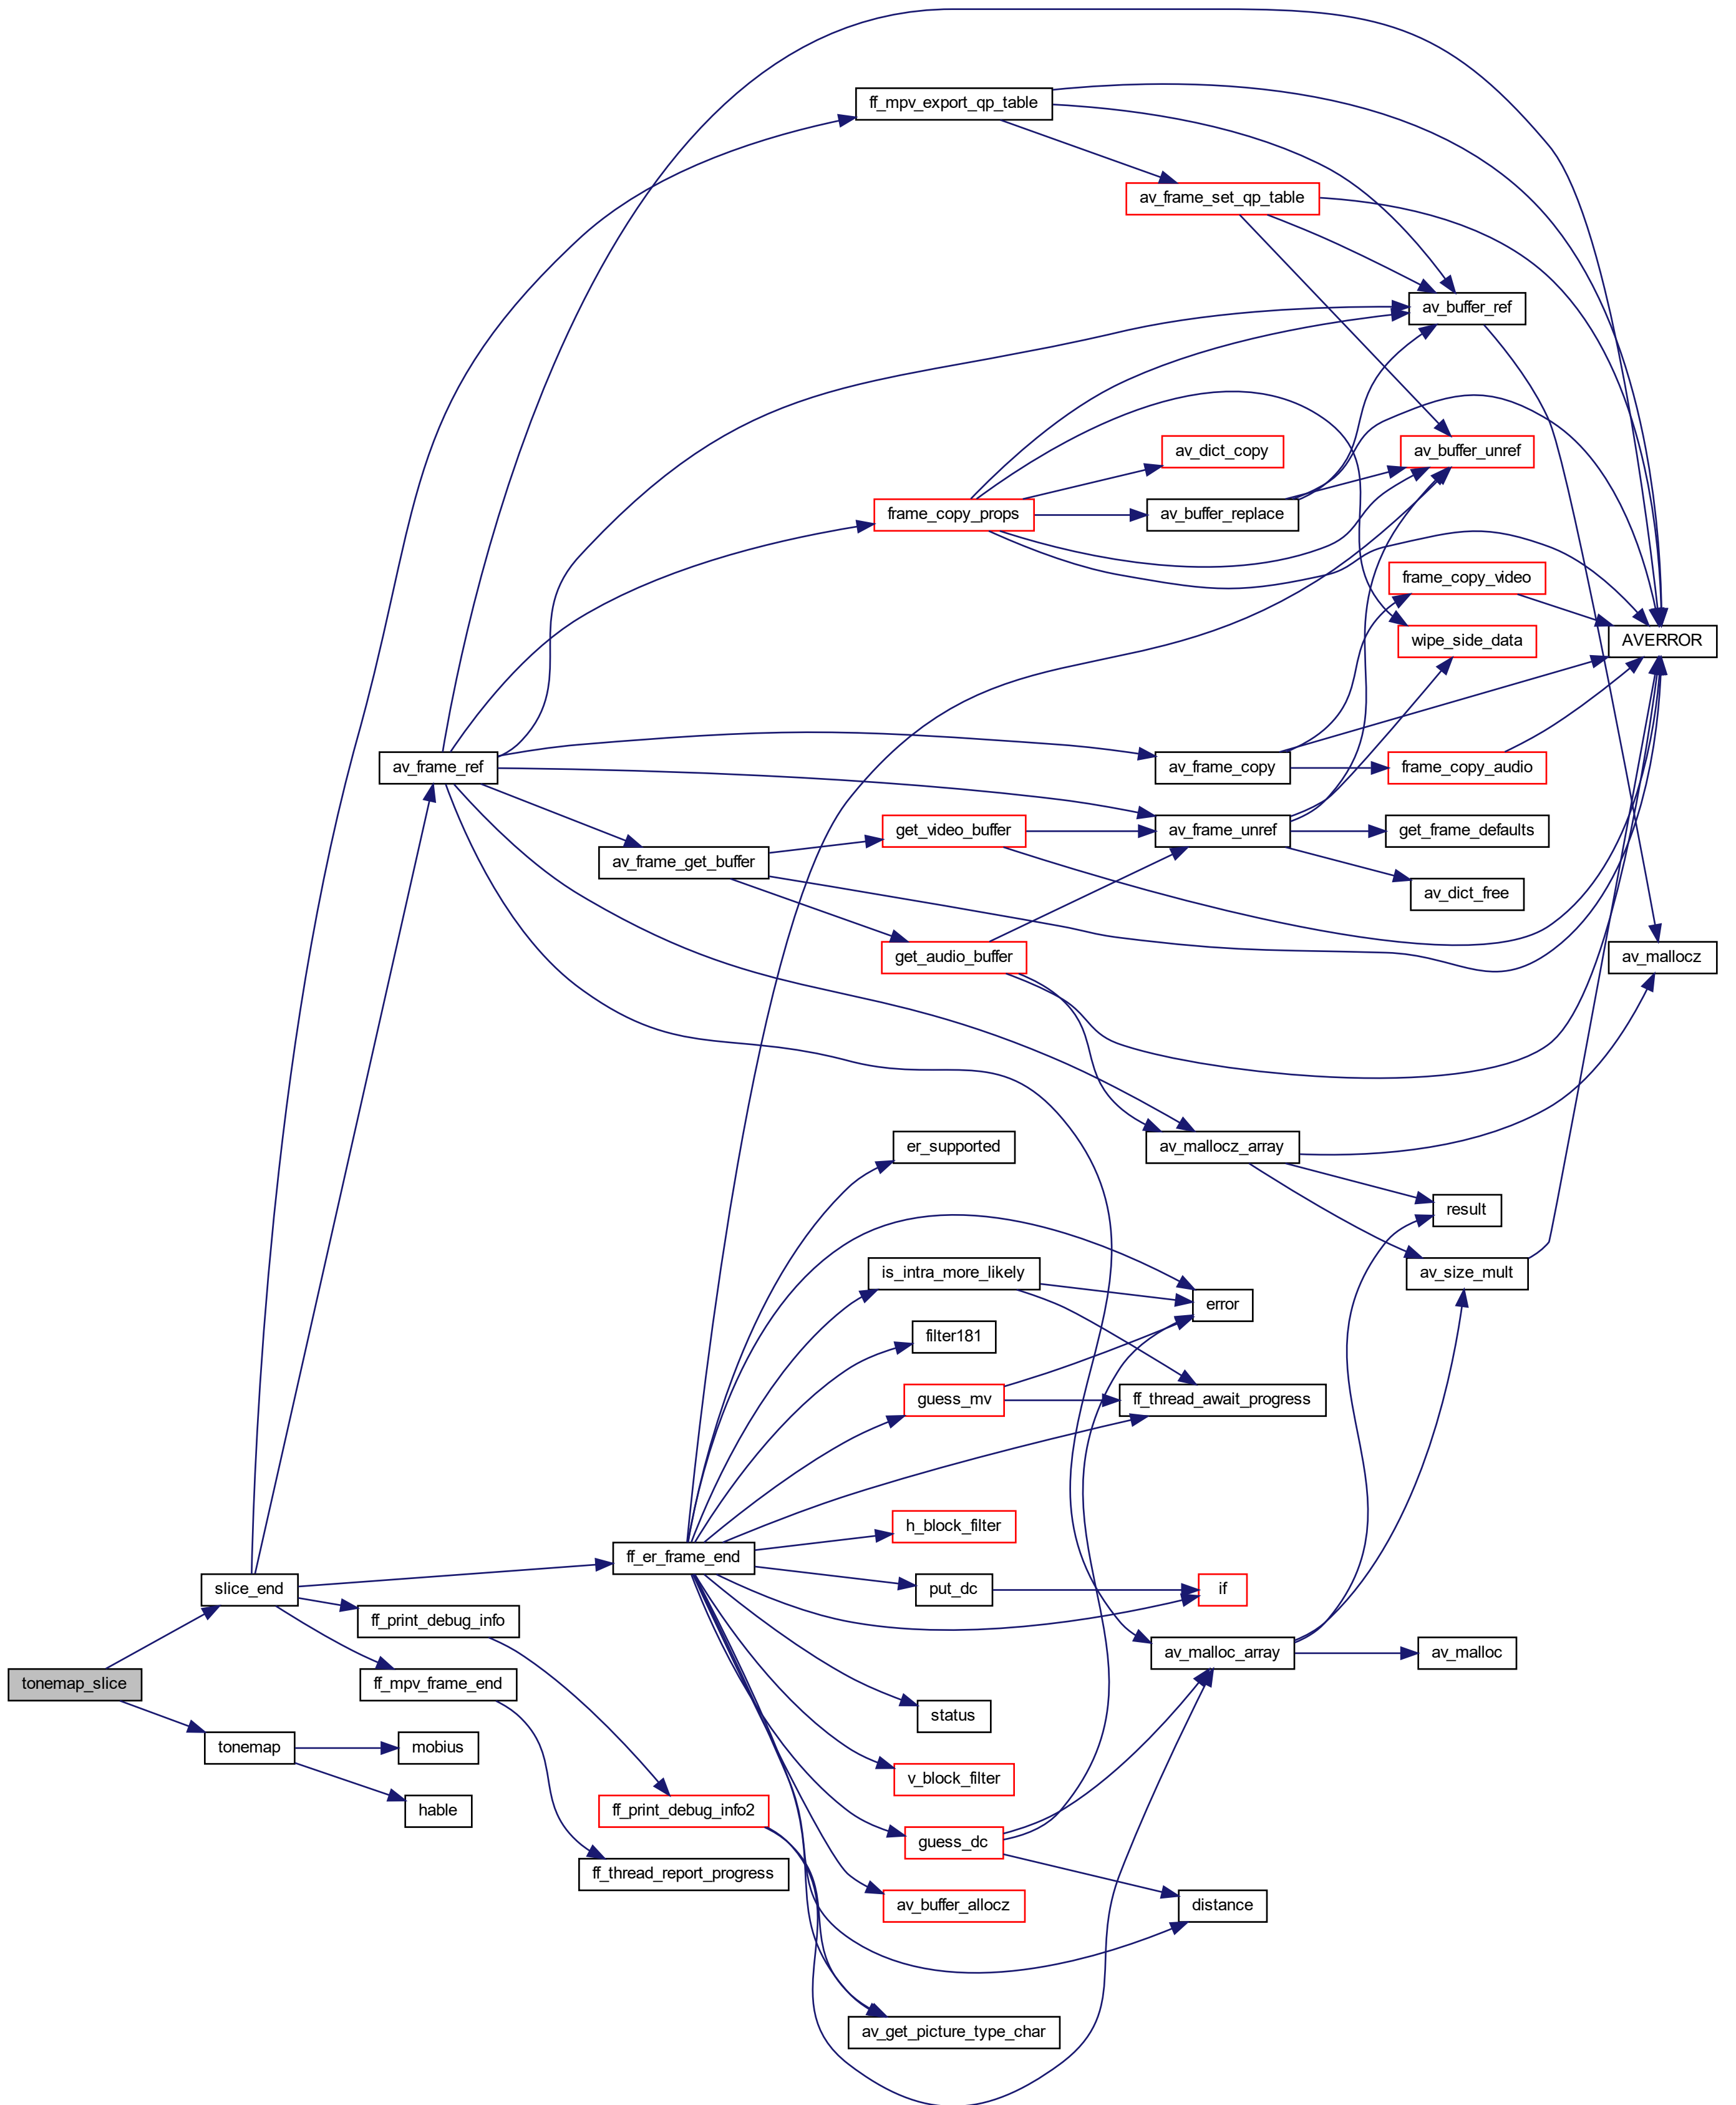 ff_mpv_export_qp_table
av_frame_set_qp_table
av_buffer_ref
av_dict_copy
av_buffer_unref
frame_copy_props
av_buffer_replace
frame_copy_video
wipe_side_data
AVERROR
av_frame_ref
av_frame_copy
frame_copy_audio
get_video_buffer
av_frame_unref
get_frame_defaults
av_frame_get_buffer
av_dict_free
get_audio_buffer
av_mallocz
er_supported
av_mallocz_array
result
is_intra_more_likely
av_size_mult
error
filter181
guess_mv
ff_thread_await_progress
h_block_filter
ff_er_frame_end
slice_end
put_dc
if
ff_print_debug_info
av_malloc_array
av_malloc
tonemap_slice
ff_mpv_frame_end
status
tonemap
mobius
v_block_filter
hable
ff_print_debug_info2
guess_dc
ff_thread_report_progress
av_buffer_allocz
distance
av_get_picture_type_char